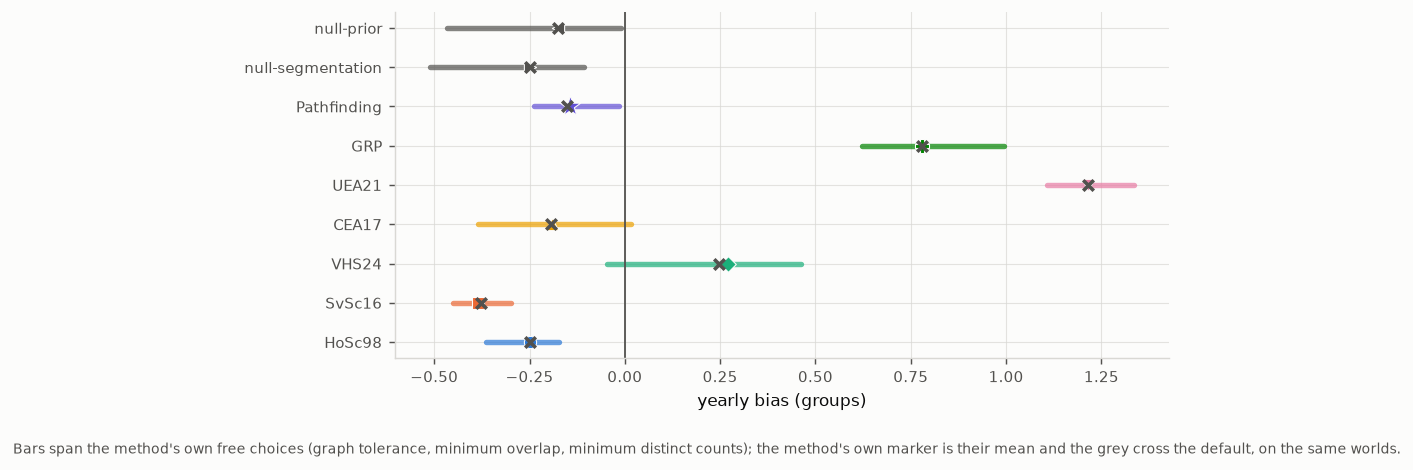 null-prior
null-segmentation
Pathfinding
GRP
UEA21
CEA17
VHS24
SvSc16
HoSc98
−0.50 −0.25 0.00 0.25 0.50 0.75 1.00 1.25
yearly bias (groups)
Bars span the method's own free choices (graph tolerance, minimum overlap, minimum distinct counts); the method's own marker is their mean and the grey cross the default, on the same worlds.